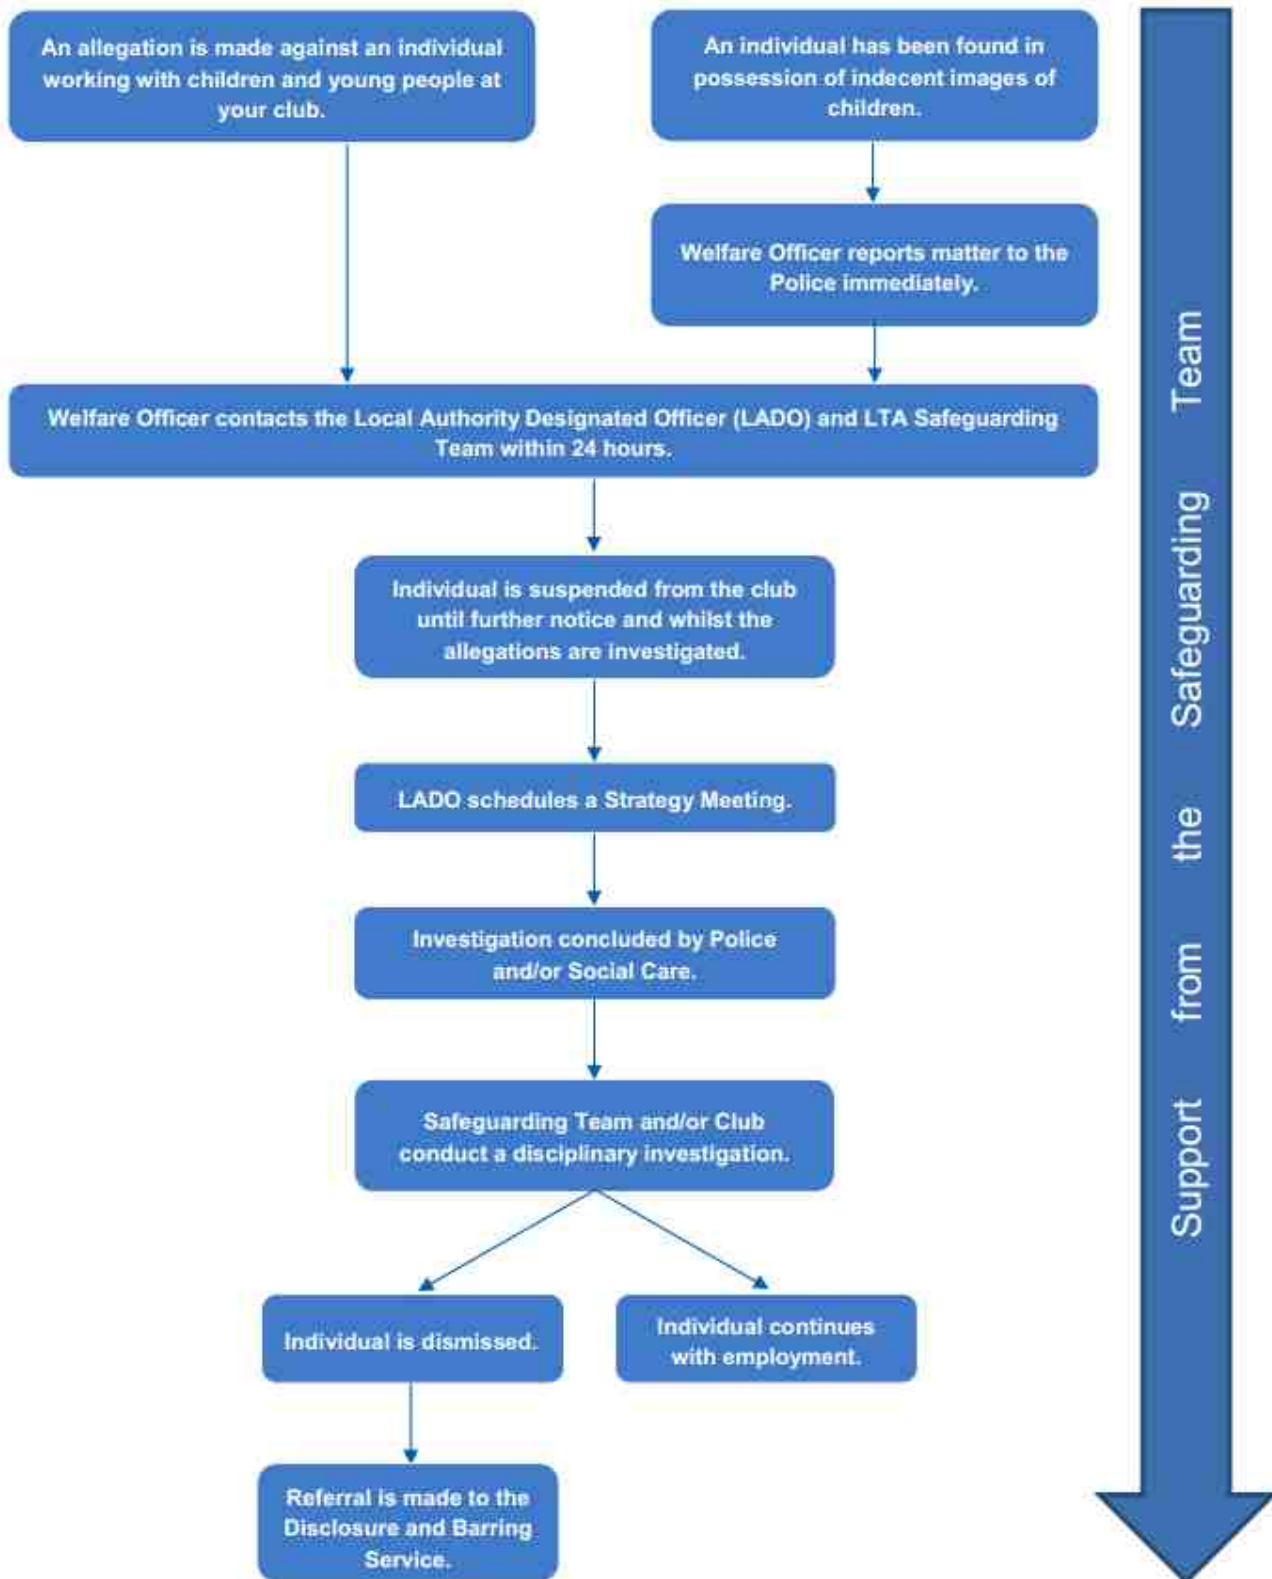 An allegation is made against an individual
working with children and young people at
your club.
An individual has been found in
possession of indecent images of
children.
Welfare Officer reports matter to the
Police immediately.
Welfare Officer contacts the Local Authority Designated Officer (LADO) and LTA Safeguarding
Team within 24 hours.
Individual is suspended from the club
until further notice and whilst the
allegations are investigated.
LADO schedules a Strategy Meeting.
Investigation concluded by Police
and/or Social Care.
Safeguarding Team and/or Club
conduct a disciplinary investigation.
Individual is dismissed.
Individual continues
with employment.
Referral is made to the
Disclosure and Barring
Service.
Support from the Safeguarding Team